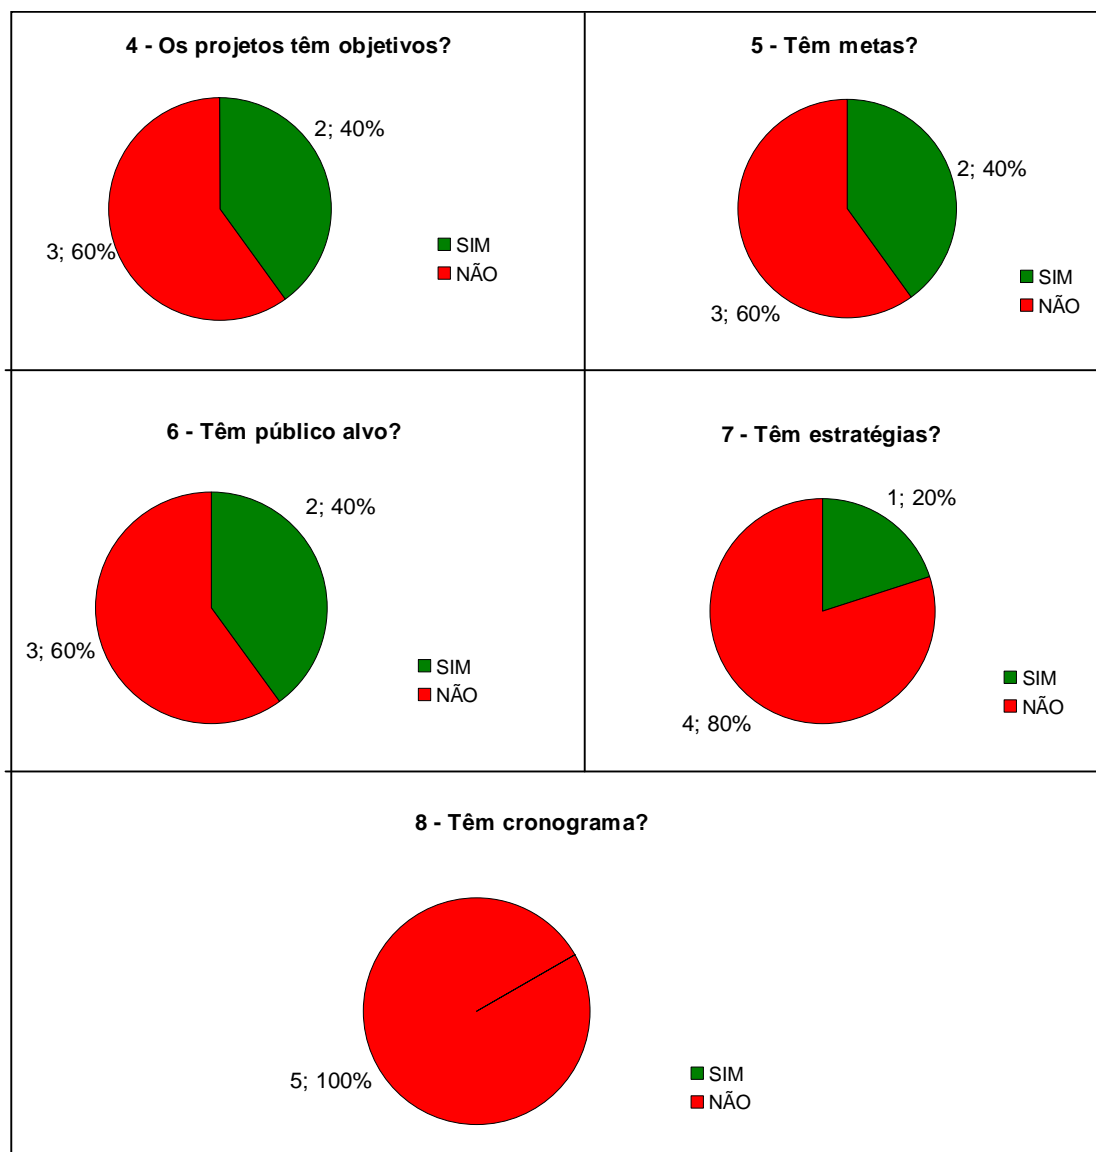 4 - Os projetos têm objetivos?
2; 40%
3; 60%
SIM
NÃO
5 - Têm metas?
2; 40%
3; 60%
SIM
NÃO
6 - Têm público alvo?
2; 40%
3; 60%
SIM
NÃO
7 - Têm estratégias?
1; 20%
4; 80%
SIM
NÃO
8 - Têm cronograma?
5; 100%
SIM
NÃO